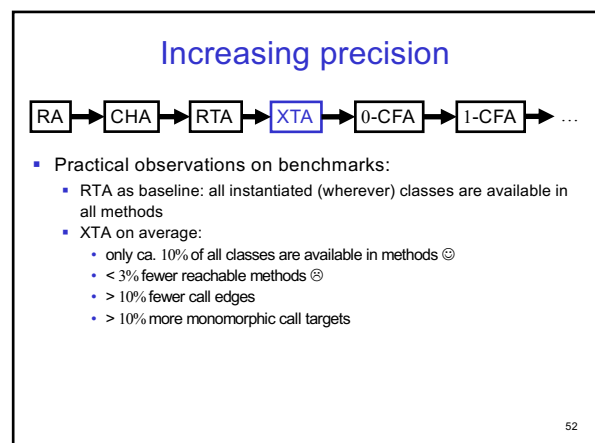 Increasing precision
RA CHA RTA XTA 0-CFA 1-CFA …
▪ Practical observations on benchmarks:
▪ RTA as baseline: all instantiated (wherever) classes are available in
all methods
▪ XTA on average:
• only ca. 10% of all classes are available in methods ☺
• < 3% fewer reachable methods ☹
• > 10% fewer call edges
• > 10% more monomorphic call targets
52